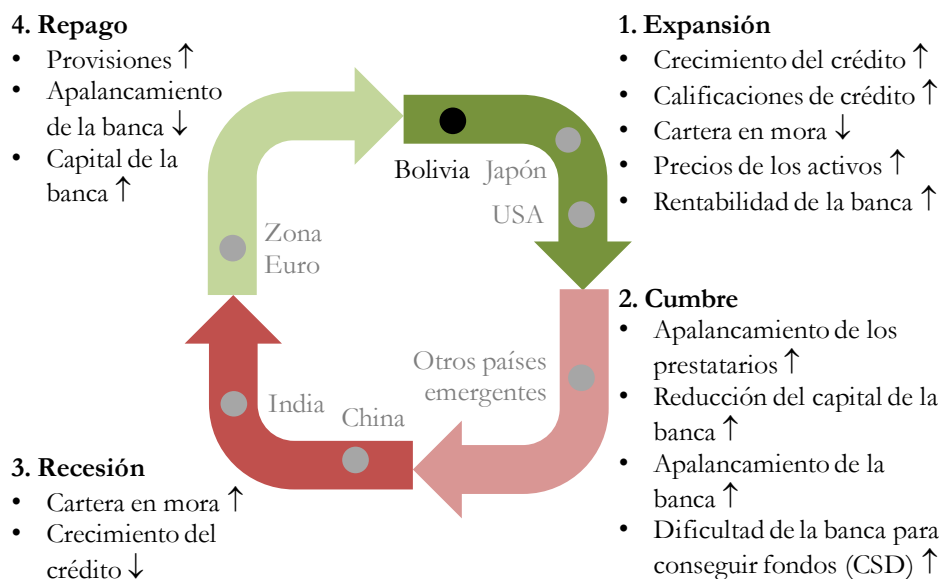 4. Repago
• Provisiones ↑
• Apalancamiento
de la banca ↓
• Capital de la
banca ↑
1. Expansión
• Crecimiento del crédito ↑
• Calificaciones de crédito ↑
• Cartera en mora ↓
• Precios de los activos ↑
• Rentabilidad de la banca ↑
Bolivia
Japón
USA
Zona
Euro
2. Cumbre
• Apalancamiento de los
prestatarios ↑
• Reducción del capital de la
banca ↑
• Apalancamiento de la
banca ↑
• Dificultad de la banca para
conseguir fondos (CSD) ↑
Otros países
emergentes
India
China
3. Recesión
• Cartera en mora ↑
• Crecimiento del
crédito ↓